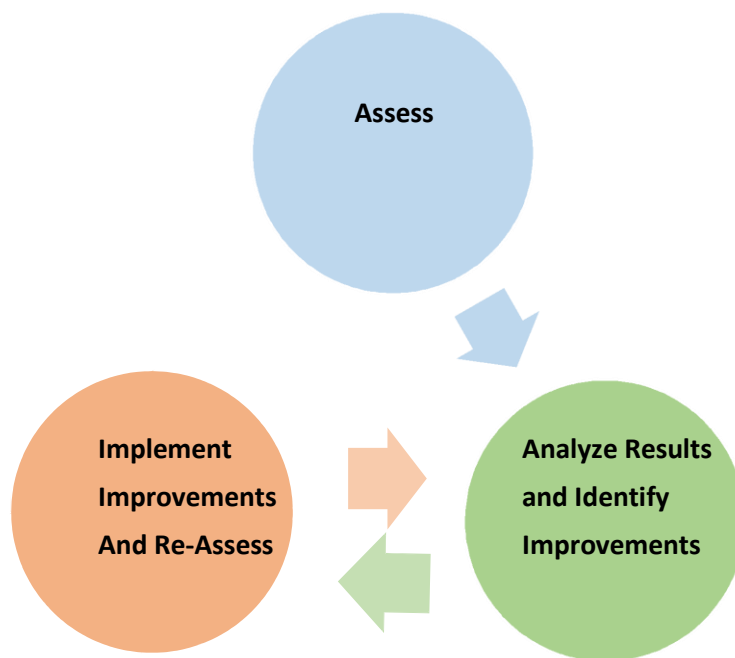 Assess
Implement
Improvements
And Re-Assess
Analyze Results
and Identify
Improvements